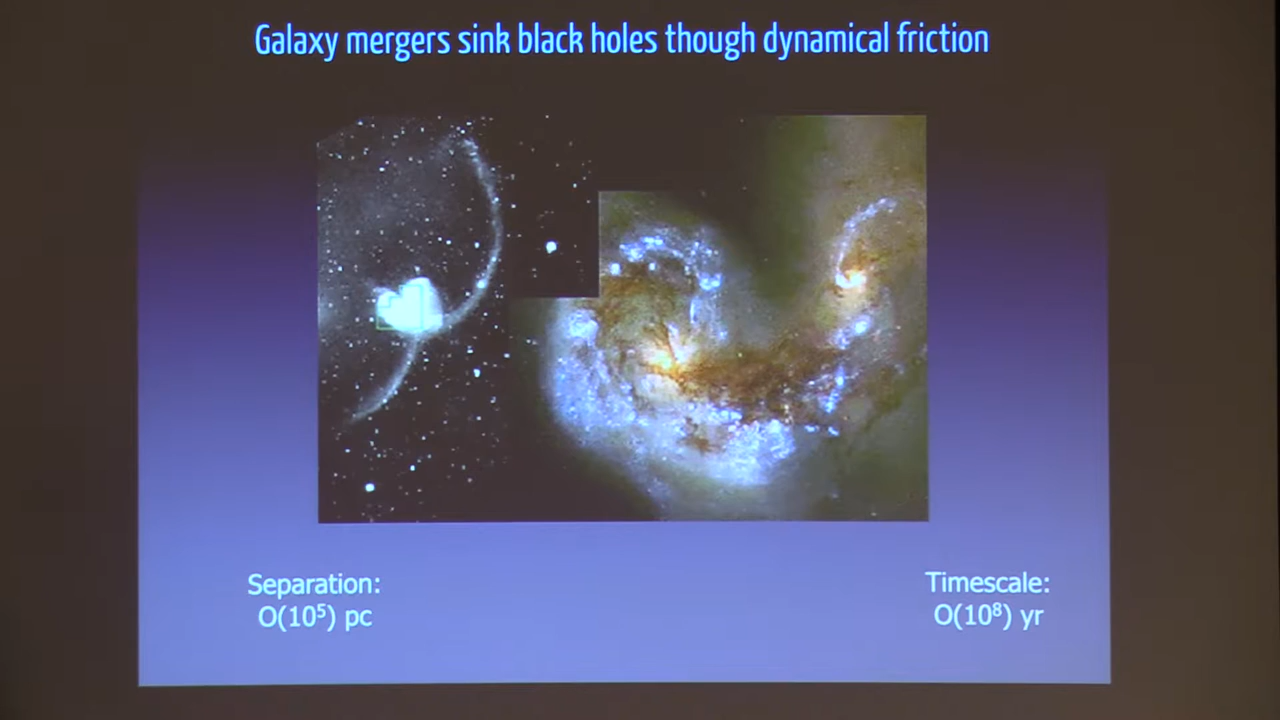 Galaxy mergers sink black holes though dynamical friction
Separation:
O(10⁵) pc
Timescale:
O(10⁸) yr